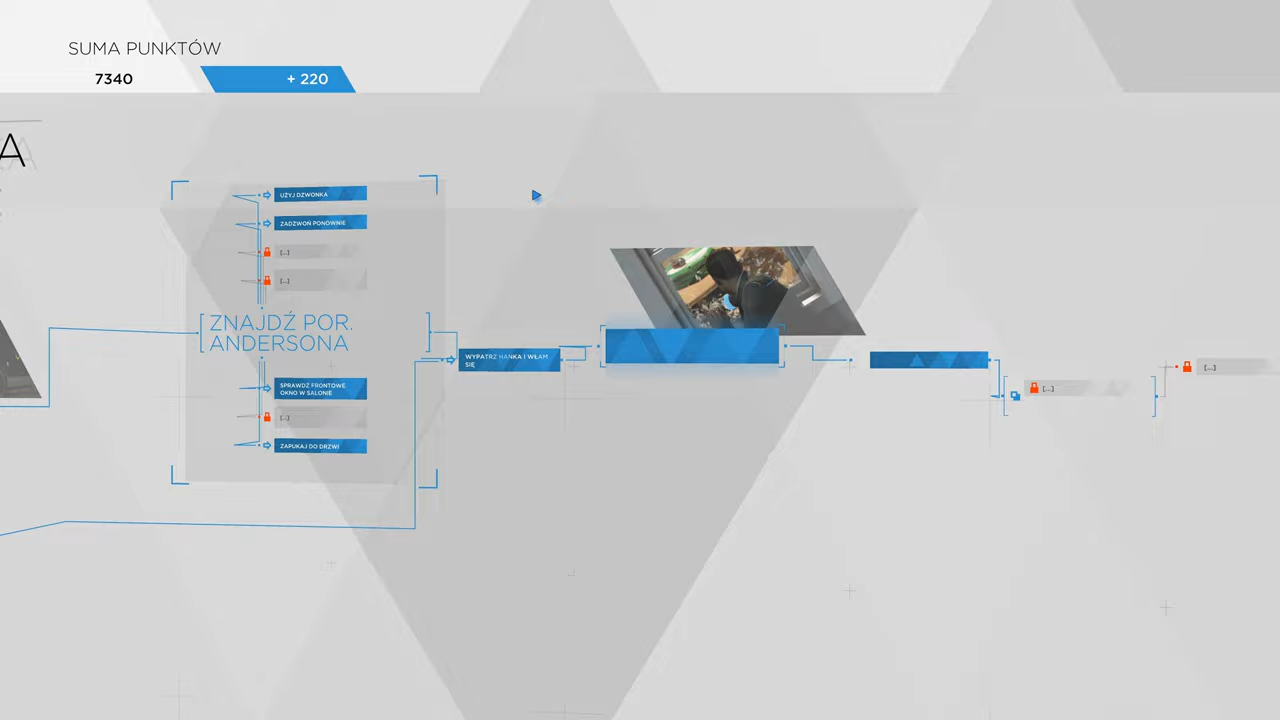 SUMA PUNKTÓW
7340
+ 220
A
UŻYJ DZWONKA
ZADZWOŃ PONOWNIE
[...]
[...]
ZNAJDŹ POR.
ANDERSONA
WYPATRZ HANKA I WŁAM
SIĘ
SPRAWDŹ FRONTOWE
OKNO W SALONIE
[...]
ZAPUKAJ DO DRZWI
[...]
[...]